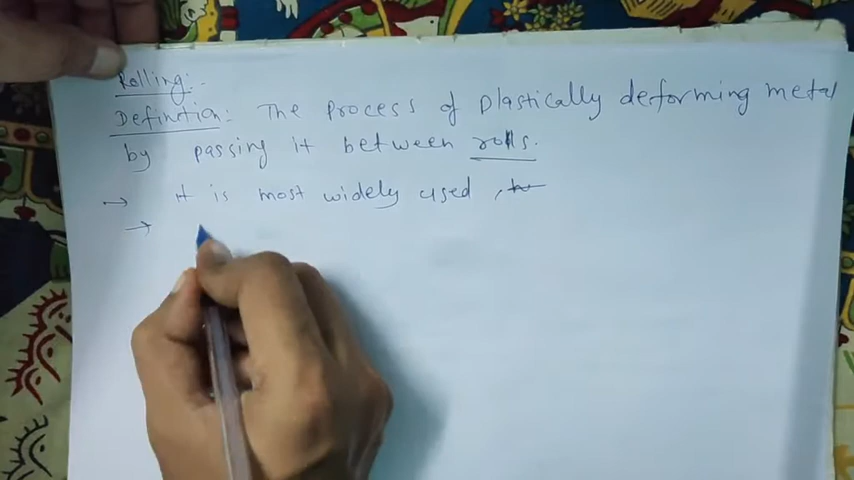 Rolling:-
Definition: The process of plastically deforming metal
by passing it between rolls.
→ It is most widely used,
→